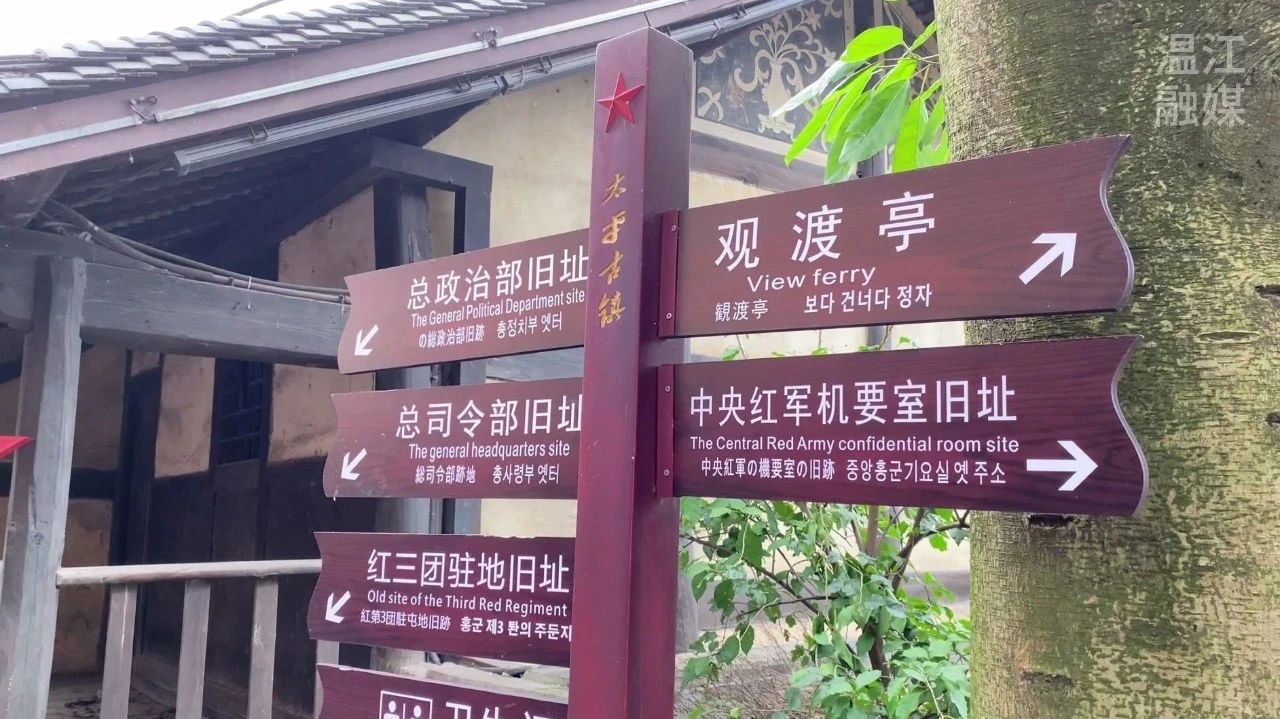 温江
融媒
太平古镇
总政治部旧址
The General Political Department site
の総政治部旧跡 총정치부 옛터
总司令部旧址
The general headquarters site
総司令部跡地 총사령부 옛터
红三团驻地旧址
Old site of the Third Red Regiment
紅第3団駐屯地旧跡 홍군 제3 퇀의 주둔지
卫生间
观渡亭
View ferry
観渡亭 보다 건너다 정자
中央红军机要室旧址
The Central Red Army confidential room site
中央紅軍の機要室の旧跡 중앙홍군기요실 옛 주소